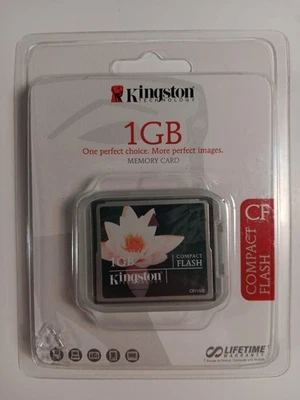 Kingston
TECHNOLOGY
1GB
One perfect choice. More perfect images.
MEMORY CARD
CF
COMPACT
FLASH
1GB
COMPACT
FLASH
Kingston
LIFETIME
WARRANTY